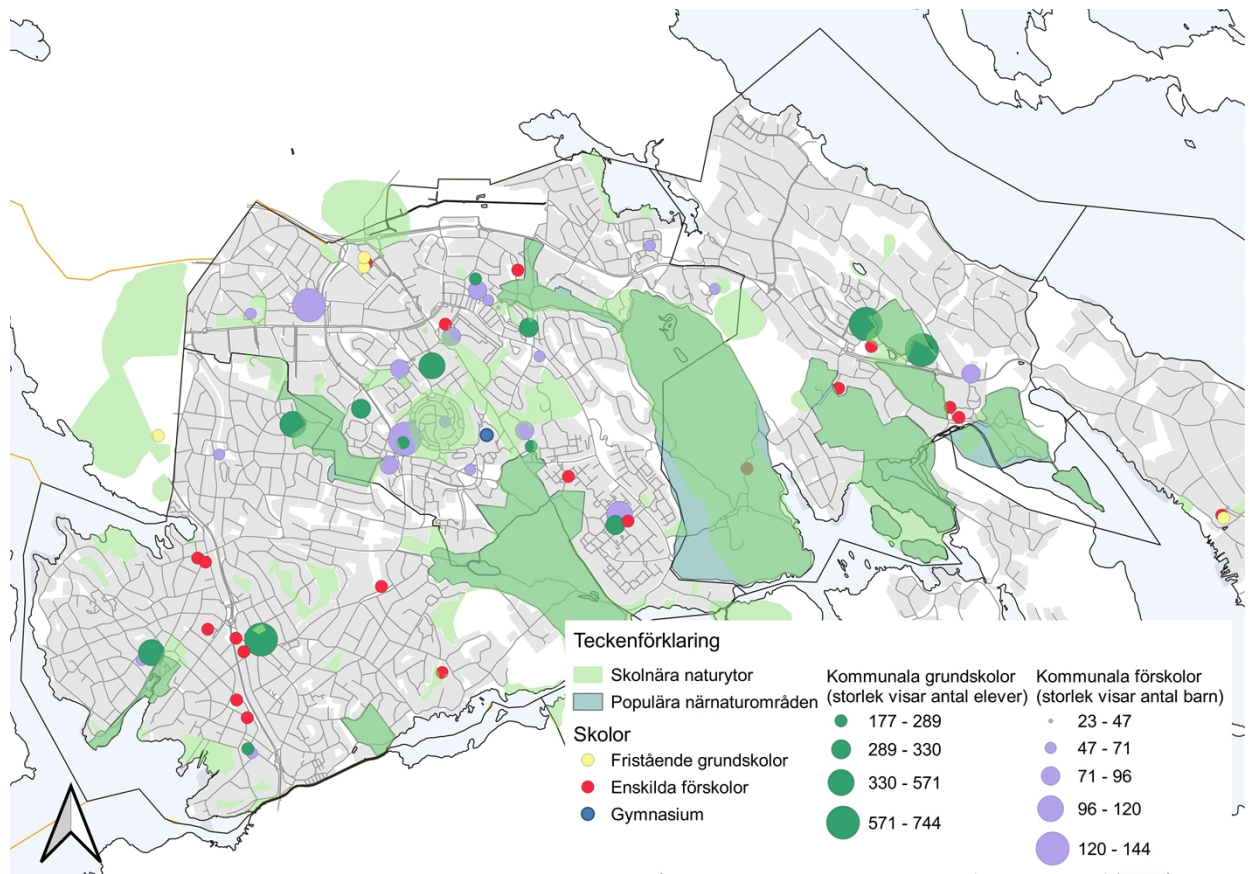 Teckenförklaring
Skolnära naturytor
Populära närnaturområden
Skolor
Fristående grundskolor
Enskilda förskolor
Gymnasium
Kommunala grundskolor
(storlek visar antal elever)
177 - 289
289 - 330
330 - 571
571 - 744
Kommunala förskolor
(storlek visar antal barn)
23 - 47
47 - 71
71 - 96
96 - 120
120 - 144